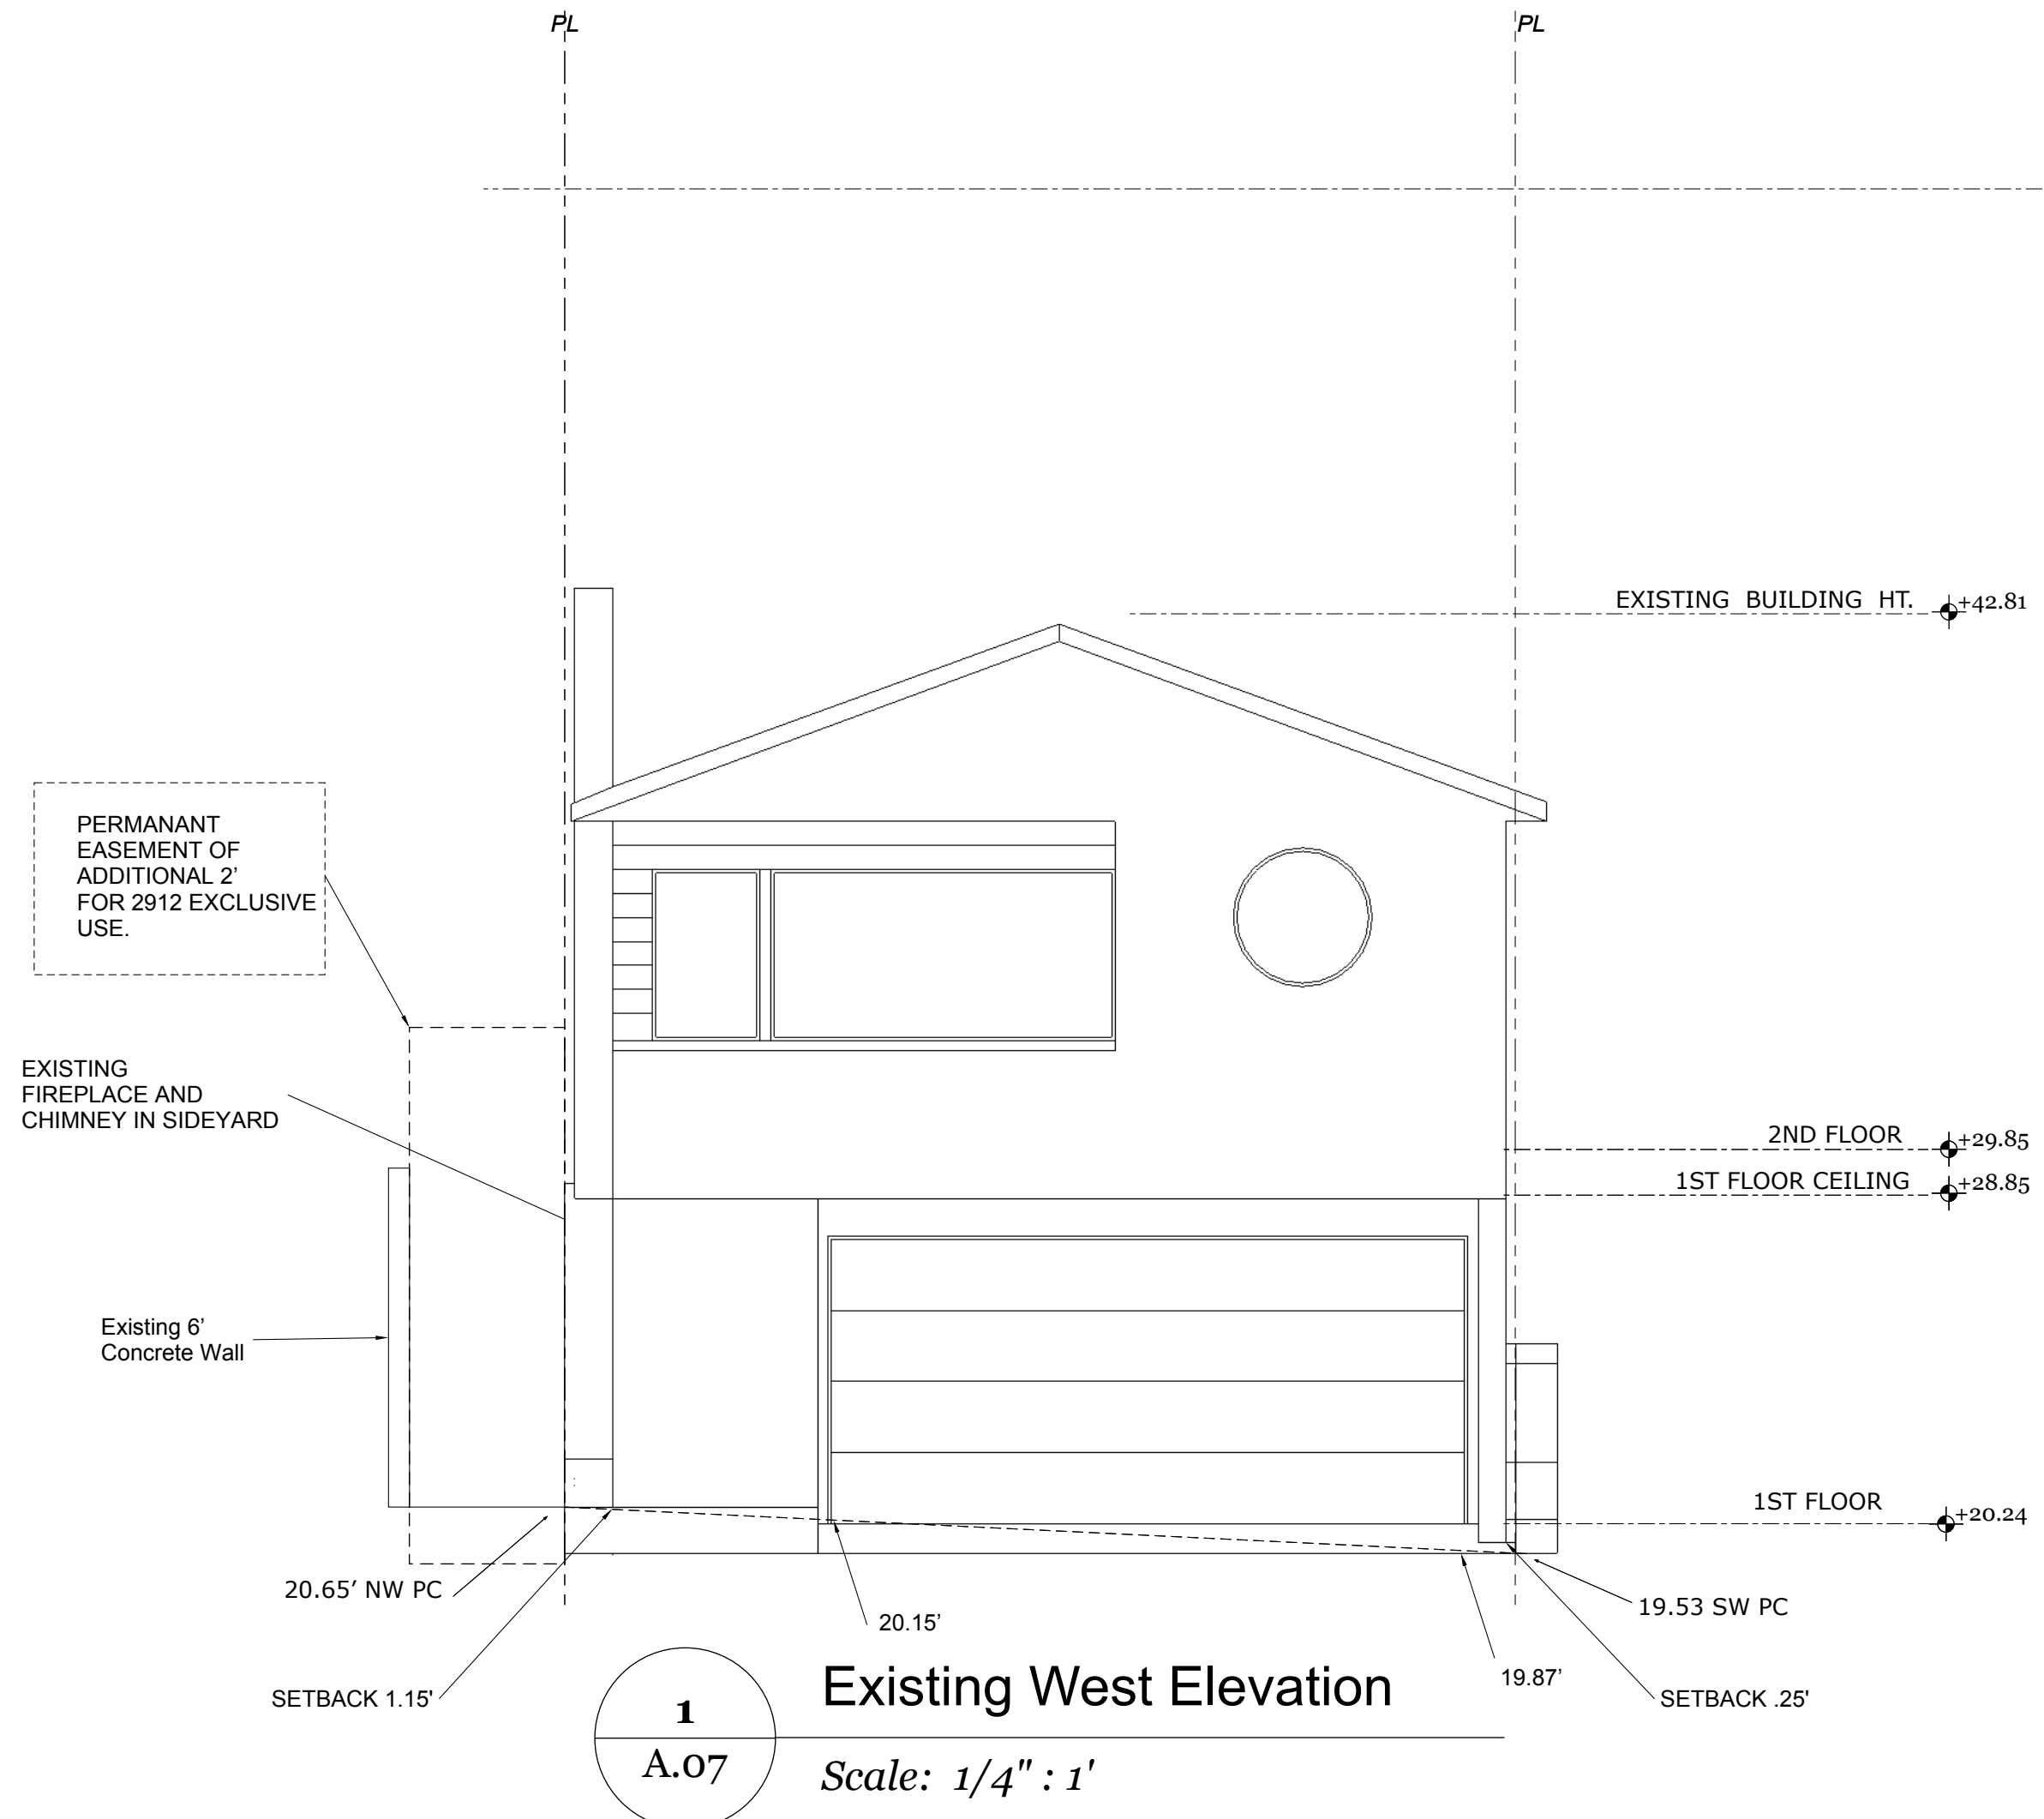 PL
PL
EXISTING BUILDING HT.
+42.81
PERMANANT
EASEMENT OF
ADDITIONAL 2’
FOR 2912 EXCLUSIVE
USE.
EXISTING
FIREPLACE AND
CHIMNEY IN SIDEYARD
2ND FLOOR
+29.85
1ST FLOOR CEILING
+28.85
Existing 6’
Concrete Wall
1ST FLOOR
+20.24
20.65’ NW PC
20.15’
19.53 SW PC
SETBACK 1.15'
19.87’
SETBACK .25'
1
A.07
Existing West Elevation
Scale: 1/4" : 1'